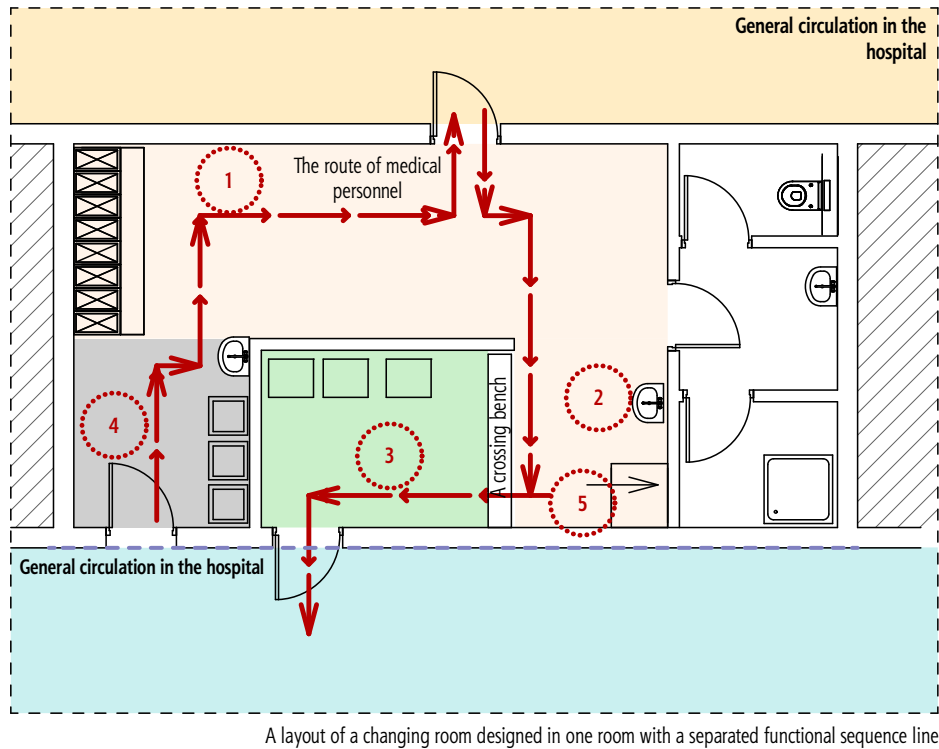 General circulation in the
hospital
1
The route of medical
personnel
2
A crossing bench
3
4
5
General circulation in the hospital
A layout of a changing room designed in one room with a separated functional sequence line